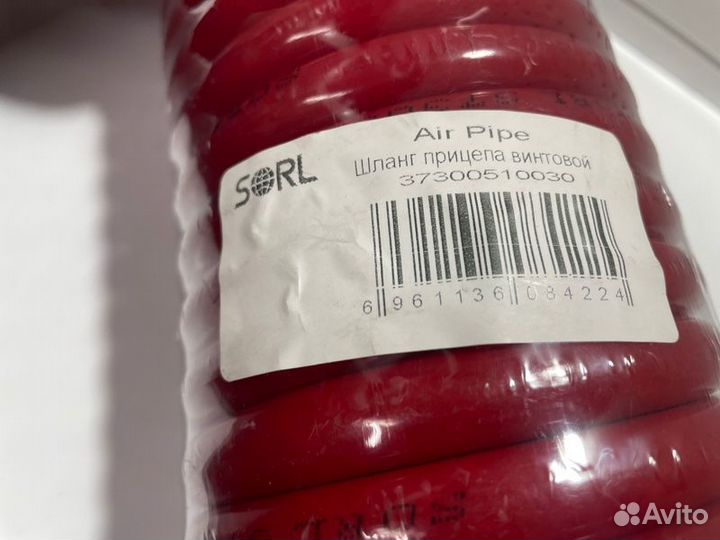 SORL
Air Pipe
Шланг прицепа винтовой
37300510030
6 961136 084224
Avito